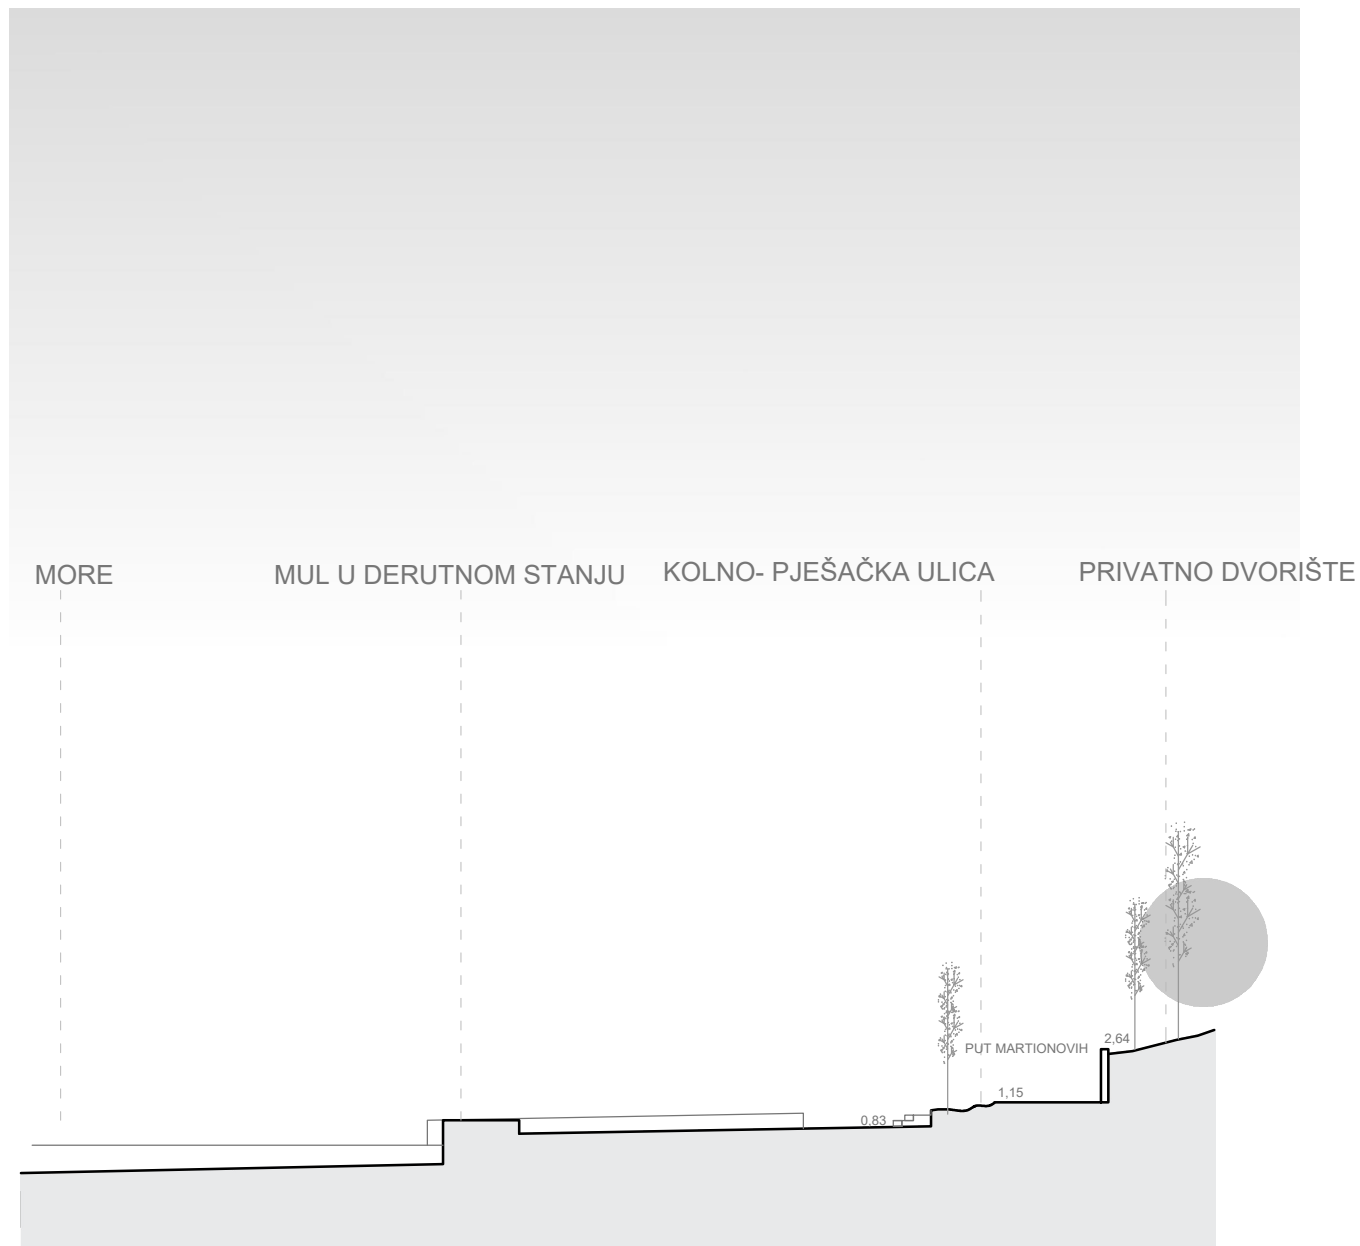 MORE
MUL U DERUTNOM STANJU
KOLNO- PJEŠAČKA ULICA
PRIVATNO DVORIŠTE
PUT MARTIONOVIH
2,64
1,15
0.83